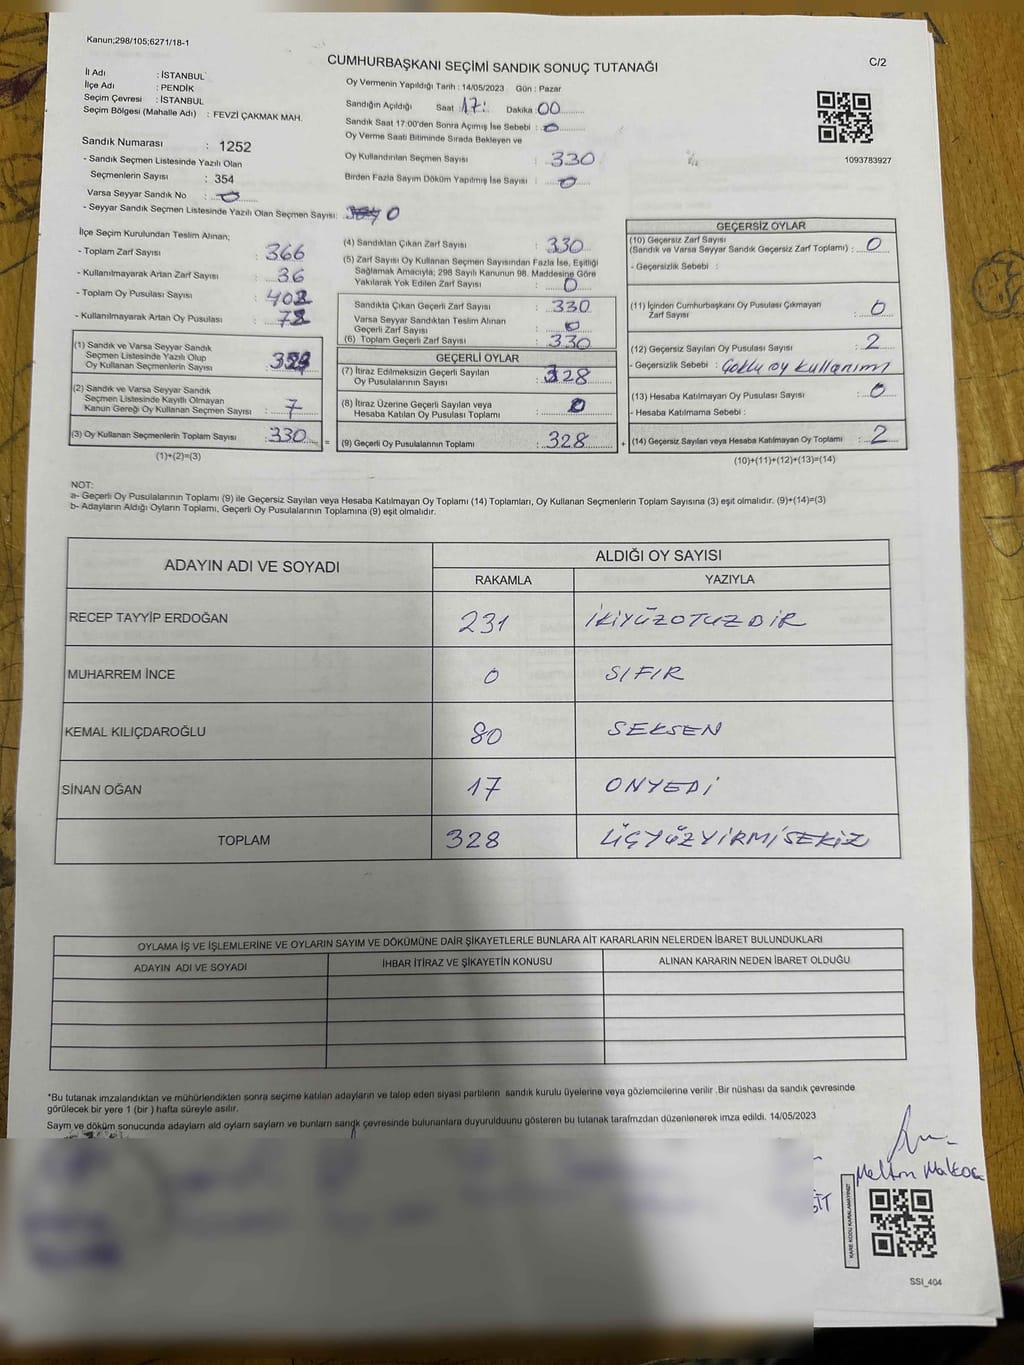 Kanun;298/105;6271/18-1
CUMHURBAŞKANI SEÇİMİ SANDIK SONUÇ TUTANAĞI
C/2
İl Adı : İSTANBUL
İlçe Adı : PENDİK
Seçim Çevresi : İSTANBUL
Seçim Bölgesi (Mahalle Adı) : FEVZİ ÇAKMAK MAH.
Sandık Numarası : 1252
- Sandık Seçmen Listesinde Yazılı Olan
Seçmenlerin Sayısı : 354
Varsa Seyyar Sandık No : 0
- Seyyar Sandık Seçmen Listesinde Yazılı Olan Seçmen Sayısı: 0
Oy Vermenin Yapıldığı Tarih : 14/05/2023 Gün : Pazar
Sandığın Açıldığı Saat : 17: Dakika : 00
Sandık Saat 17:00'den Sonra Açımış İse Sebebi : 0
Oy Verme Saati Bitiminde Sırada Bekleyen ve
Oy Kullandırılan Seçmen Sayısı : 330
Birden Fazla Sayım Döküm Yapılmış İse Sayısı : 0
1093783927
İlçe Seçim Kurulundan Teslim Alınan;
- Toplam Zarf Sayısı : 366
- Kullanılmayarak Artan Zarf Sayısı : 36
- Toplam Oy Pusulası Sayısı : 402
- Kullanılmayarak Artan Oy Pusulası : 72
(1) Sandık ve Varsa Seyyar Sandık
Seçmen Listesinde Yazılı Olup
Oy Kullanan Seçmenlerin Sayısı :
(2) Sandık ve Varsa Seyyar Sandık
Seçmen Listesinde Kayıtlı Olmayan
Kanun Gereği Oy Kullanan Seçmen Sayısı : 7
(3) Oy Kullanan Seçmenlerin Toplam Sayısı : 330 =
(1)+(2)=(3)
(4) Sandıktan Çıkan Zarf Sayısı : 330
(5) Zarf Sayısı Oy Kullanan Seçmen Sayısından Fazla İse, Eşitliği
Sağlamak Amacıyla; 298 Sayılı Kanunun 98. Maddesine Göre
Yakılarak Yok Edilen Zarf Sayısı : 0
Sandıkta Çıkan Geçerli Zarf Sayısı : 330
Varsa Seyyar Sandıktan Teslim Alınan
Geçerli Zarf Sayısı : 0
(6) Toplam Geçerli Zarf Sayısı : 330
GEÇERLİ OYLAR
(7) İtiraz Edilmeksizin Geçerli Sayılan
Oy Pusulalarının Sayısı : 328
(8) İtiraz Üzerine Geçerli Sayılan veya
Hesaba Katılan Oy Pusulası Toplamı : 0
(9) Geçerli Oy Pusulalarının Toplamı : 328 +
GEÇERSİZ OYLAR
(10) Geçersiz Zarf Sayısı
(Sandık ve Varsa Seyyar Sandık Geçersiz Zarf Toplamı) : 0
- Geçersizlik Sebebi :
(11) İçinden Cumhurbaşkanı Oy Pusulası Çıkmayan
Zarf Sayısı : 0
(12) Geçersiz Sayılan Oy Pusulası Sayısı : 2
- Geçersizlik Sebebi : Çoklu oy kullanımı
(13) Hesaba Katılmayan Oy Pusulası Sayısı : 0
- Hesaba Katılmama Sebebi :
(14) Geçersiz Sayılan veya Hesaba Katılmayan Oy Toplamı : 2
(10)+(11)+(12)+(13)=(14)
NOT:
a- Geçerli Oy Pusulalarının Toplamı (9) ile Geçersiz Sayılan veya Hesaba Katılmayan Oy Toplamı (14) Toplamları, Oy Kullanan Seçmenlerin Toplam Sayısına (3) eşit olmalıdır. (9)+(14)=(3)
b- Adayların Aldığı Oyların Toplamı, Geçerli Oy Pusulalarının Toplamına (9) eşit olmalıdır.
ADAYIN ADI VE SOYADI
ALDIĞI OY SAYISI
RAKAMLA YAZIYLA
RECEP TAYYİP ERDOĞAN 231 İKİYÜZOTUZBİR
MUHARREM İNCE 0 SIFIR
KEMAL KILIÇDAROĞLU 80 SEKSEN
SİNAN OĞAN 17 ONYEDİ
TOPLAM 328 ÜÇYÜZYİRMİSEKİZ
OYLAMA İŞ VE İŞLEMLERİNE VE OYLARIN SAYIM VE DÖKÜMÜNE DAİR ŞİKAYETLERLE BUNLARA AİT KARARLARIN NELERDEN İBARET BULUNDUKLARI
ADAYIN ADI VE SOYADI İHBAR İTİRAZ VE ŞİKAYETİN KONUSU ALINAN KARARIN NEDEN İBARET OLDUĞU
*Bu tutanak imzalandıktan ve mühürlendikten sonra seçime katılan adayların ve talep eden siyasi partilerin sandık kurulu üyelerine veya gözlemcilerine verilir .Bir nüshası da sandık çevresinde
görülecek bir yere 1 (bir ) hafta süreyle asılır.
Sayım ve döküm sonucunda adayların ald oyların sayıları ve bunların sandık çevresinde bulunanlara duyurulduunu gösteren bu tutanak tarafmzdan düzenlenerek imza edildi. 14/05/2023
KARE KODU KARALAMAYINIZ!
SSI_404